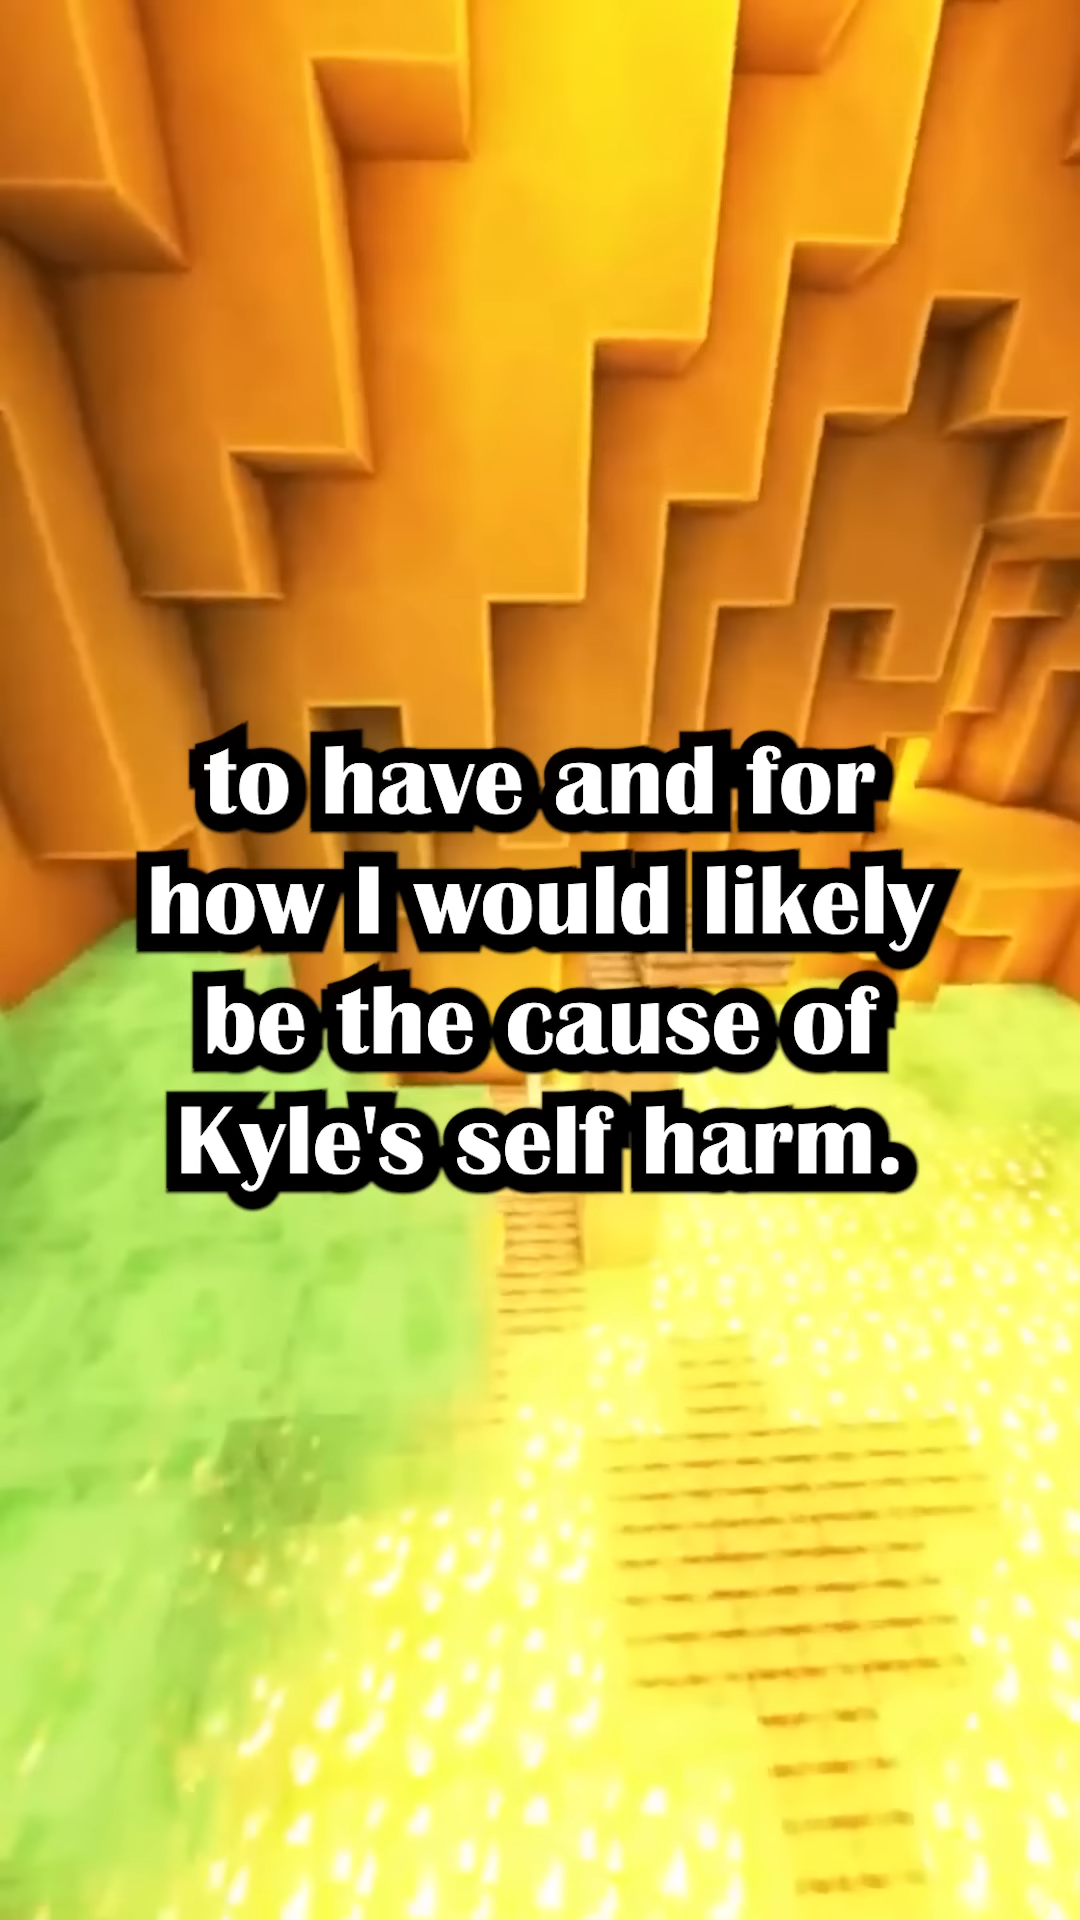 to have and for
how I would likely
be the cause of
Kyle's self harm.